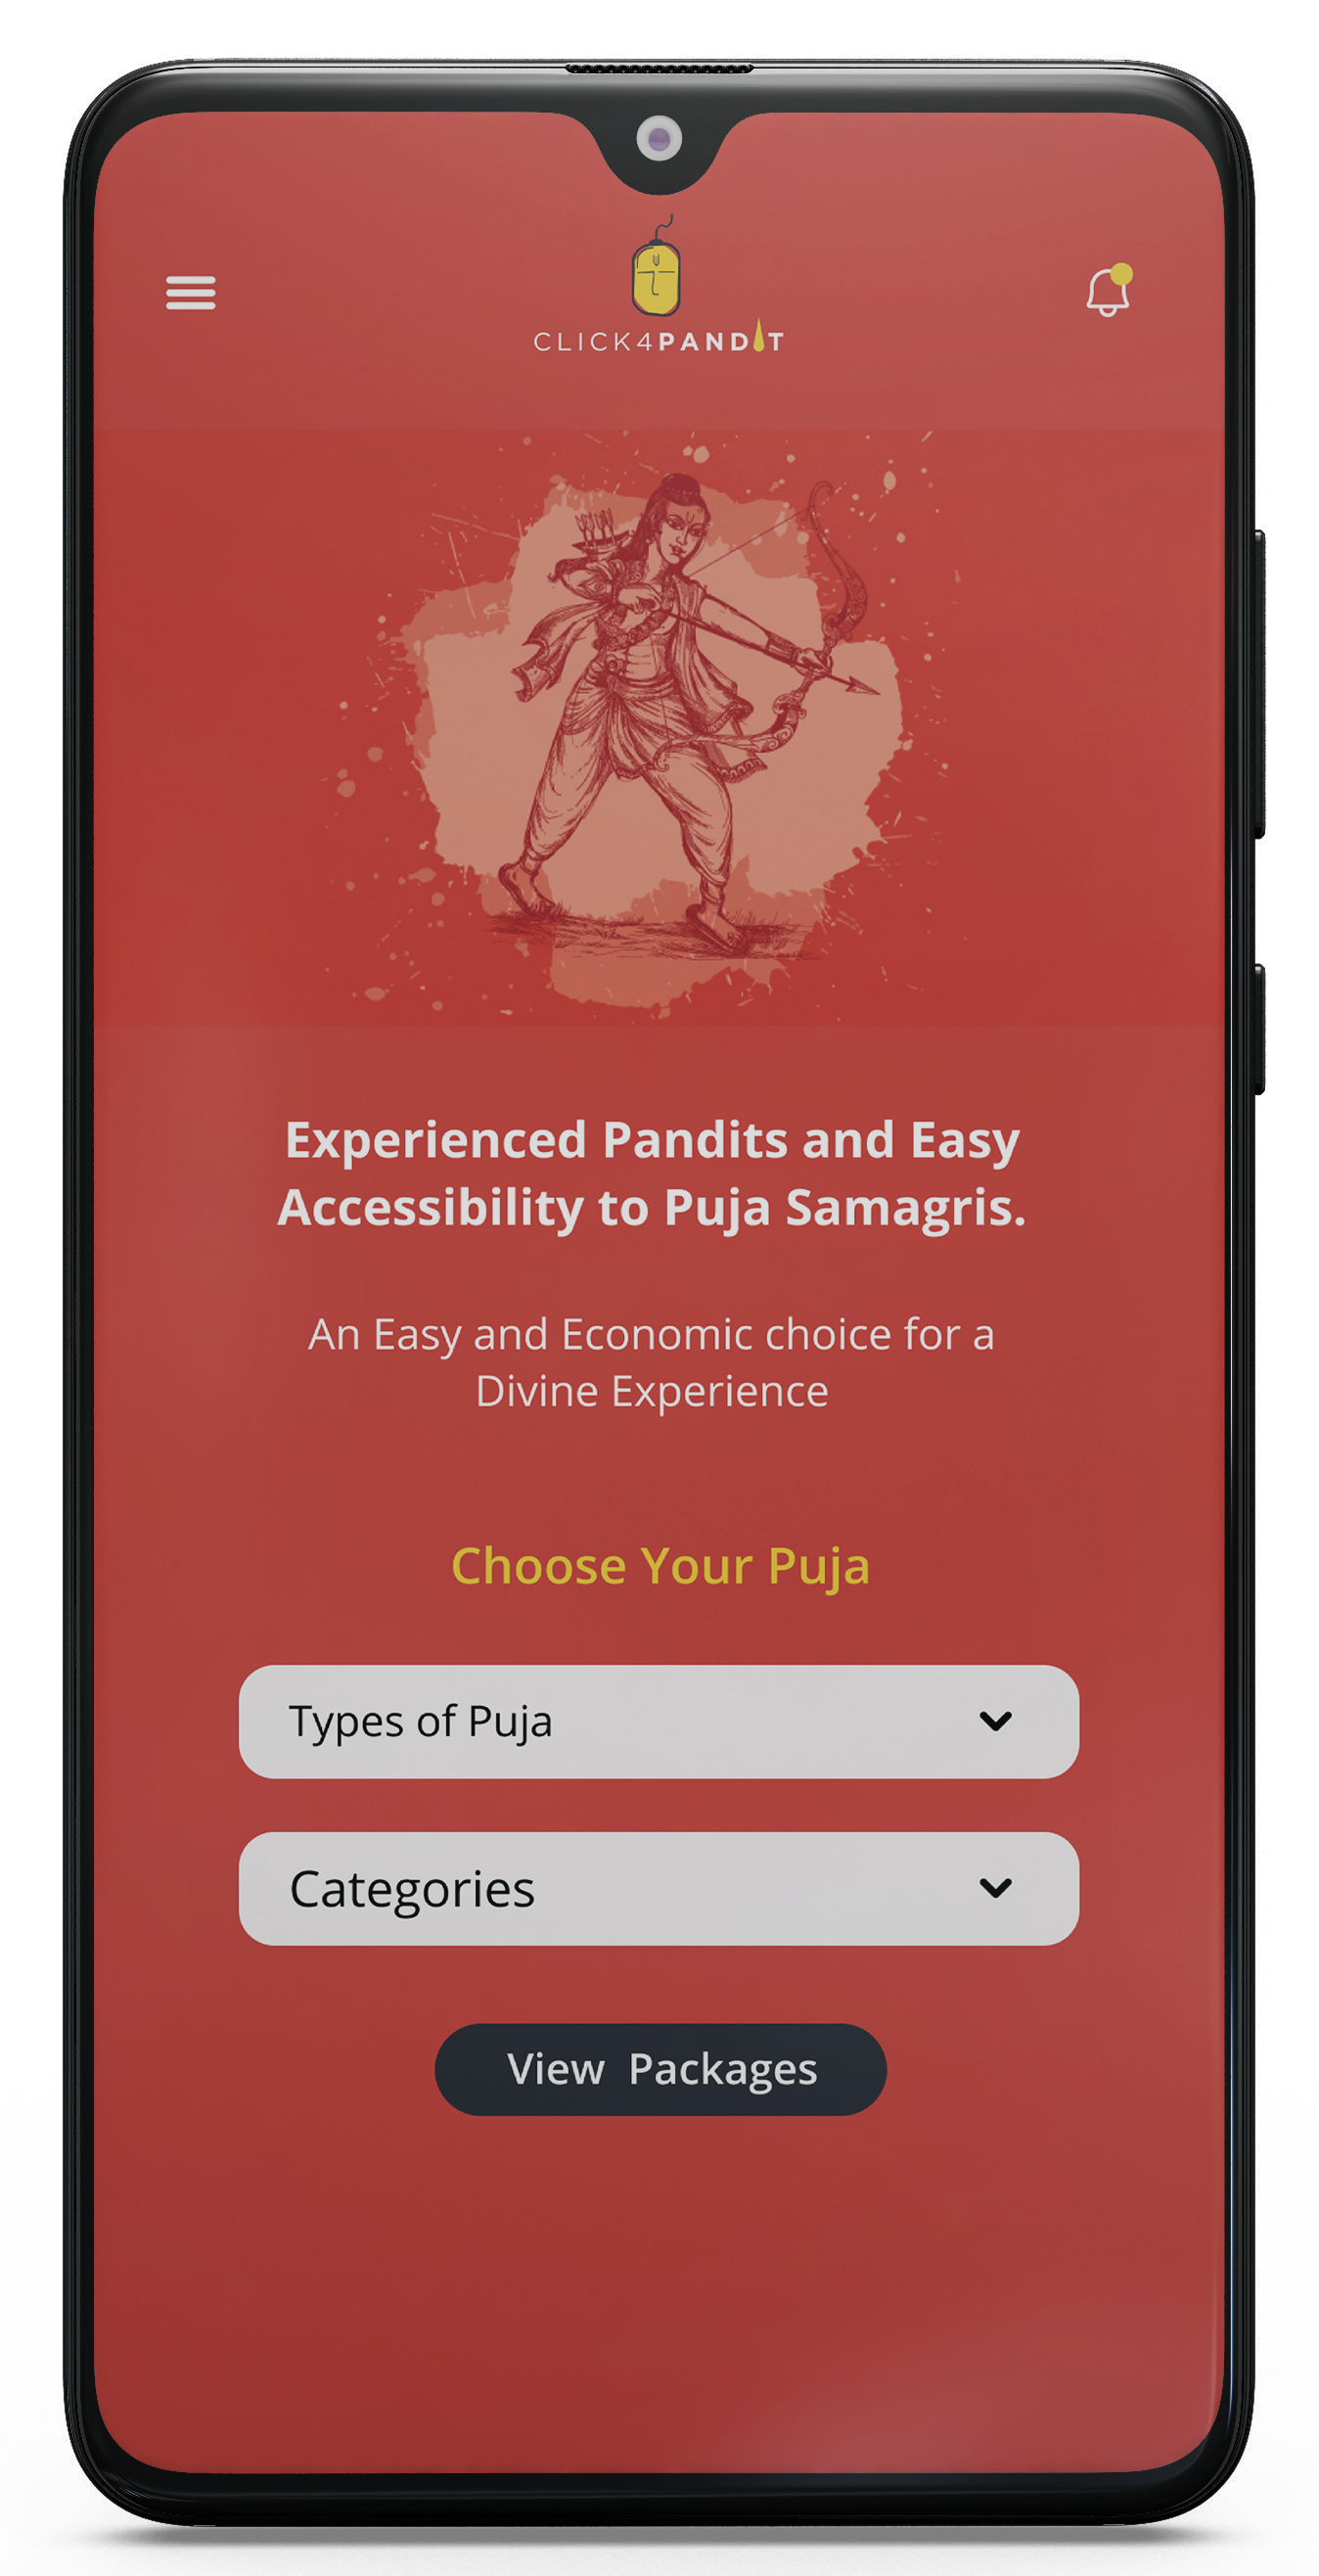 CLICK4PANDIT
Experienced Pandits and Easy
Accessibility to Puja Samagris.
An Easy and Economic choice for a
Divine Experience
Choose Your Puja
Types of Puja
Categories
View Packages